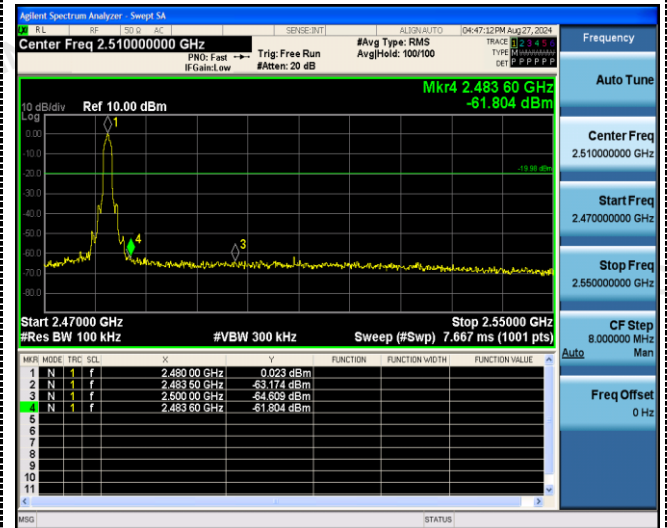 Agilent Spectrum Analyzer - Swept SA
RL RF 50 Ω AC SENSE:INT ALIGN AUTO 04:47:12 PM Aug 27, 2024
Center Freq 2.510000000 GHz
PNO: Fast
IFGain:Low
Trig: Free Run
#Atten: 20 dB
#Avg Type: RMS
Avg|Hold: 100/100
TRACE 1 2 3 4 5 6
TYPE M
DET P P P P P P
Mkr4 2.483 60 GHz
-61.804 dBm
10 dB/div Ref 10.00 dBm
Log
1
0.00
-10.0
-19.98 dBm
-20.0
-30.0
-40.0
4
3
-50.0
-60.0
-70.0
-80.0
Start 2.47000 GHz Stop 2.55000 GHz
#Res BW 100 kHz #VBW 300 kHz Sweep (#Swp) 7.667 ms (1001 pts)
MKR MODE TRC SCL X Y FUNCTION FUNCTION WIDTH FUNCTION VALUE
1 N 1 f 2.480 00 GHz 0.023 dBm
2 N 1 f 2.483 50 GHz -63.174 dBm
3 N 1 f 2.500 00 GHz -64.609 dBm
4 N 1 f 2.483 60 GHz -61.804 dBm
5
6
7
8
9
10
11
MSG STATUS
Frequency
Auto Tune
Center Freq
2.510000000 GHz
Start Freq
2.470000000 GHz
Stop Freq
2.550000000 GHz
CF Step
8.000000 MHz
Auto Man
Freq Offset
0 Hz